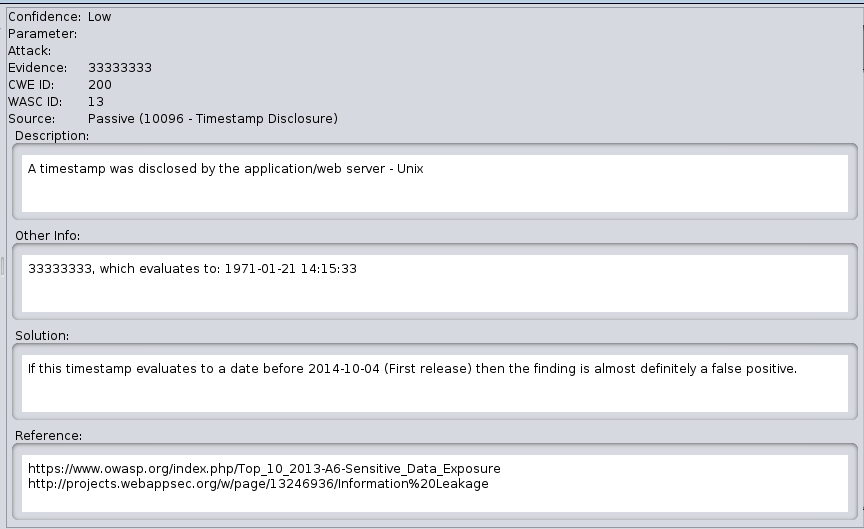 Confidence: Low
Parameter:
Attack:
Evidence: 33333333
CWE ID: 200
WASC ID: 13
Source: Passive (10096 - Timestamp Disclosure)
Description:
A timestamp was disclosed by the application/web server - Unix
Other Info:
33333333, which evaluates to: 1971-01-21 14:15:33
Solution:
If this timestamp evaluates to a date before 2014-10-04 (First release) then the finding is almost definitely a false positive.
Reference:
https://www.owasp.org/index.php/Top_10_2013-A6-Sensitive_Data_Exposure
http://projects.webappsec.org/w/page/13246936/Information%20Leakage